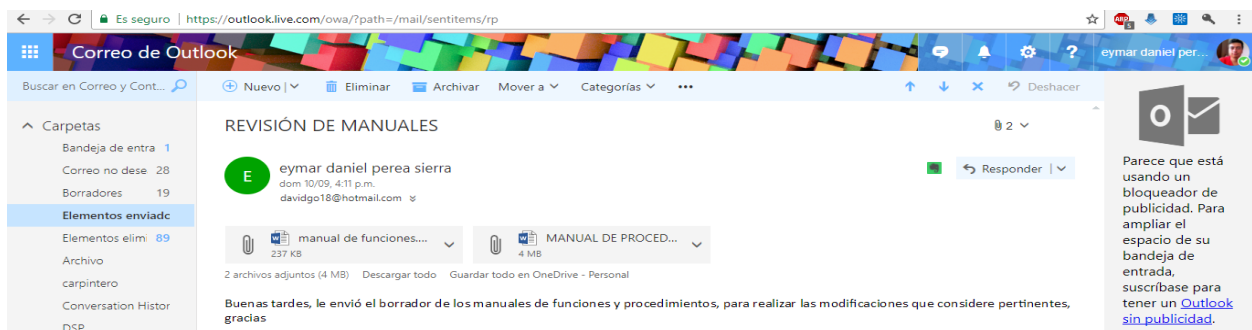 Es seguro | https://outlook.live.com/owa/?path=/mail/sentitems/rp
ABP
5
Correo de Outlook
?
eymar daniel per...
Buscar en Correo y Cont...
Nuevo | Eliminar Archivar Mover a Categorías ... Deshacer
Carpetas
Bandeja de entra 1
Correo no dese 28
Borradores 19
Elementos enviadc
Elementos elimi 89
Archivo
carpintero
Conversation Histor
DSP
REVISIÓN DE MANUALES
2
E
eymar daniel perea sierra
dom 10/09, 4:11 p.m.
davidgo18@hotmail.com
Responder |
manual de funciones....
237 KB
MANUAL DE PROCED...
4 MB
2 archivos adjuntos (4 MB) Descargar todo Guardar todo en OneDrive - Personal
Buenas tardes, le envió el borrador de los manuales de funciones y procedimientos, para realizar las modificaciones que considere pertinentes,
gracias
O
Parece que está
usando un
bloqueador de
publicidad. Para
ampliar el
espacio de su
bandeja de
entrada,
suscríbase para
tener un Outlook
sin publicidad.